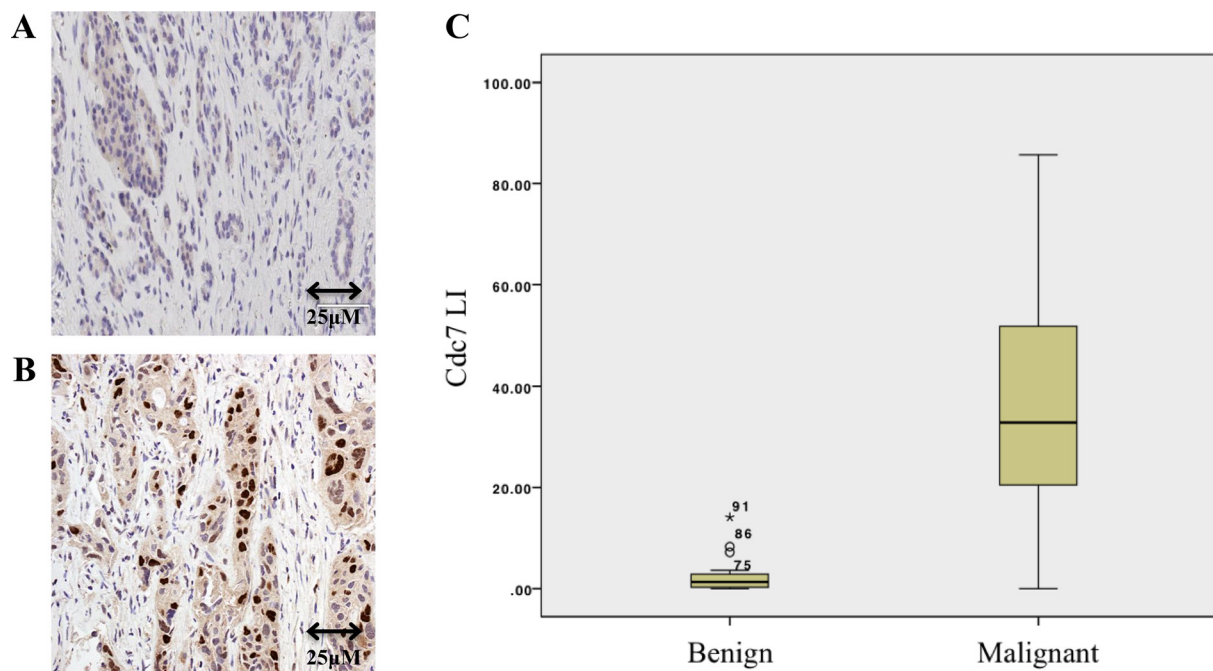 A
25μM
B
25μM
C
Cdc7 LI
100.00
80.00
60.00
40.00
20.00
.00
91
86
75
Benign
Malignant